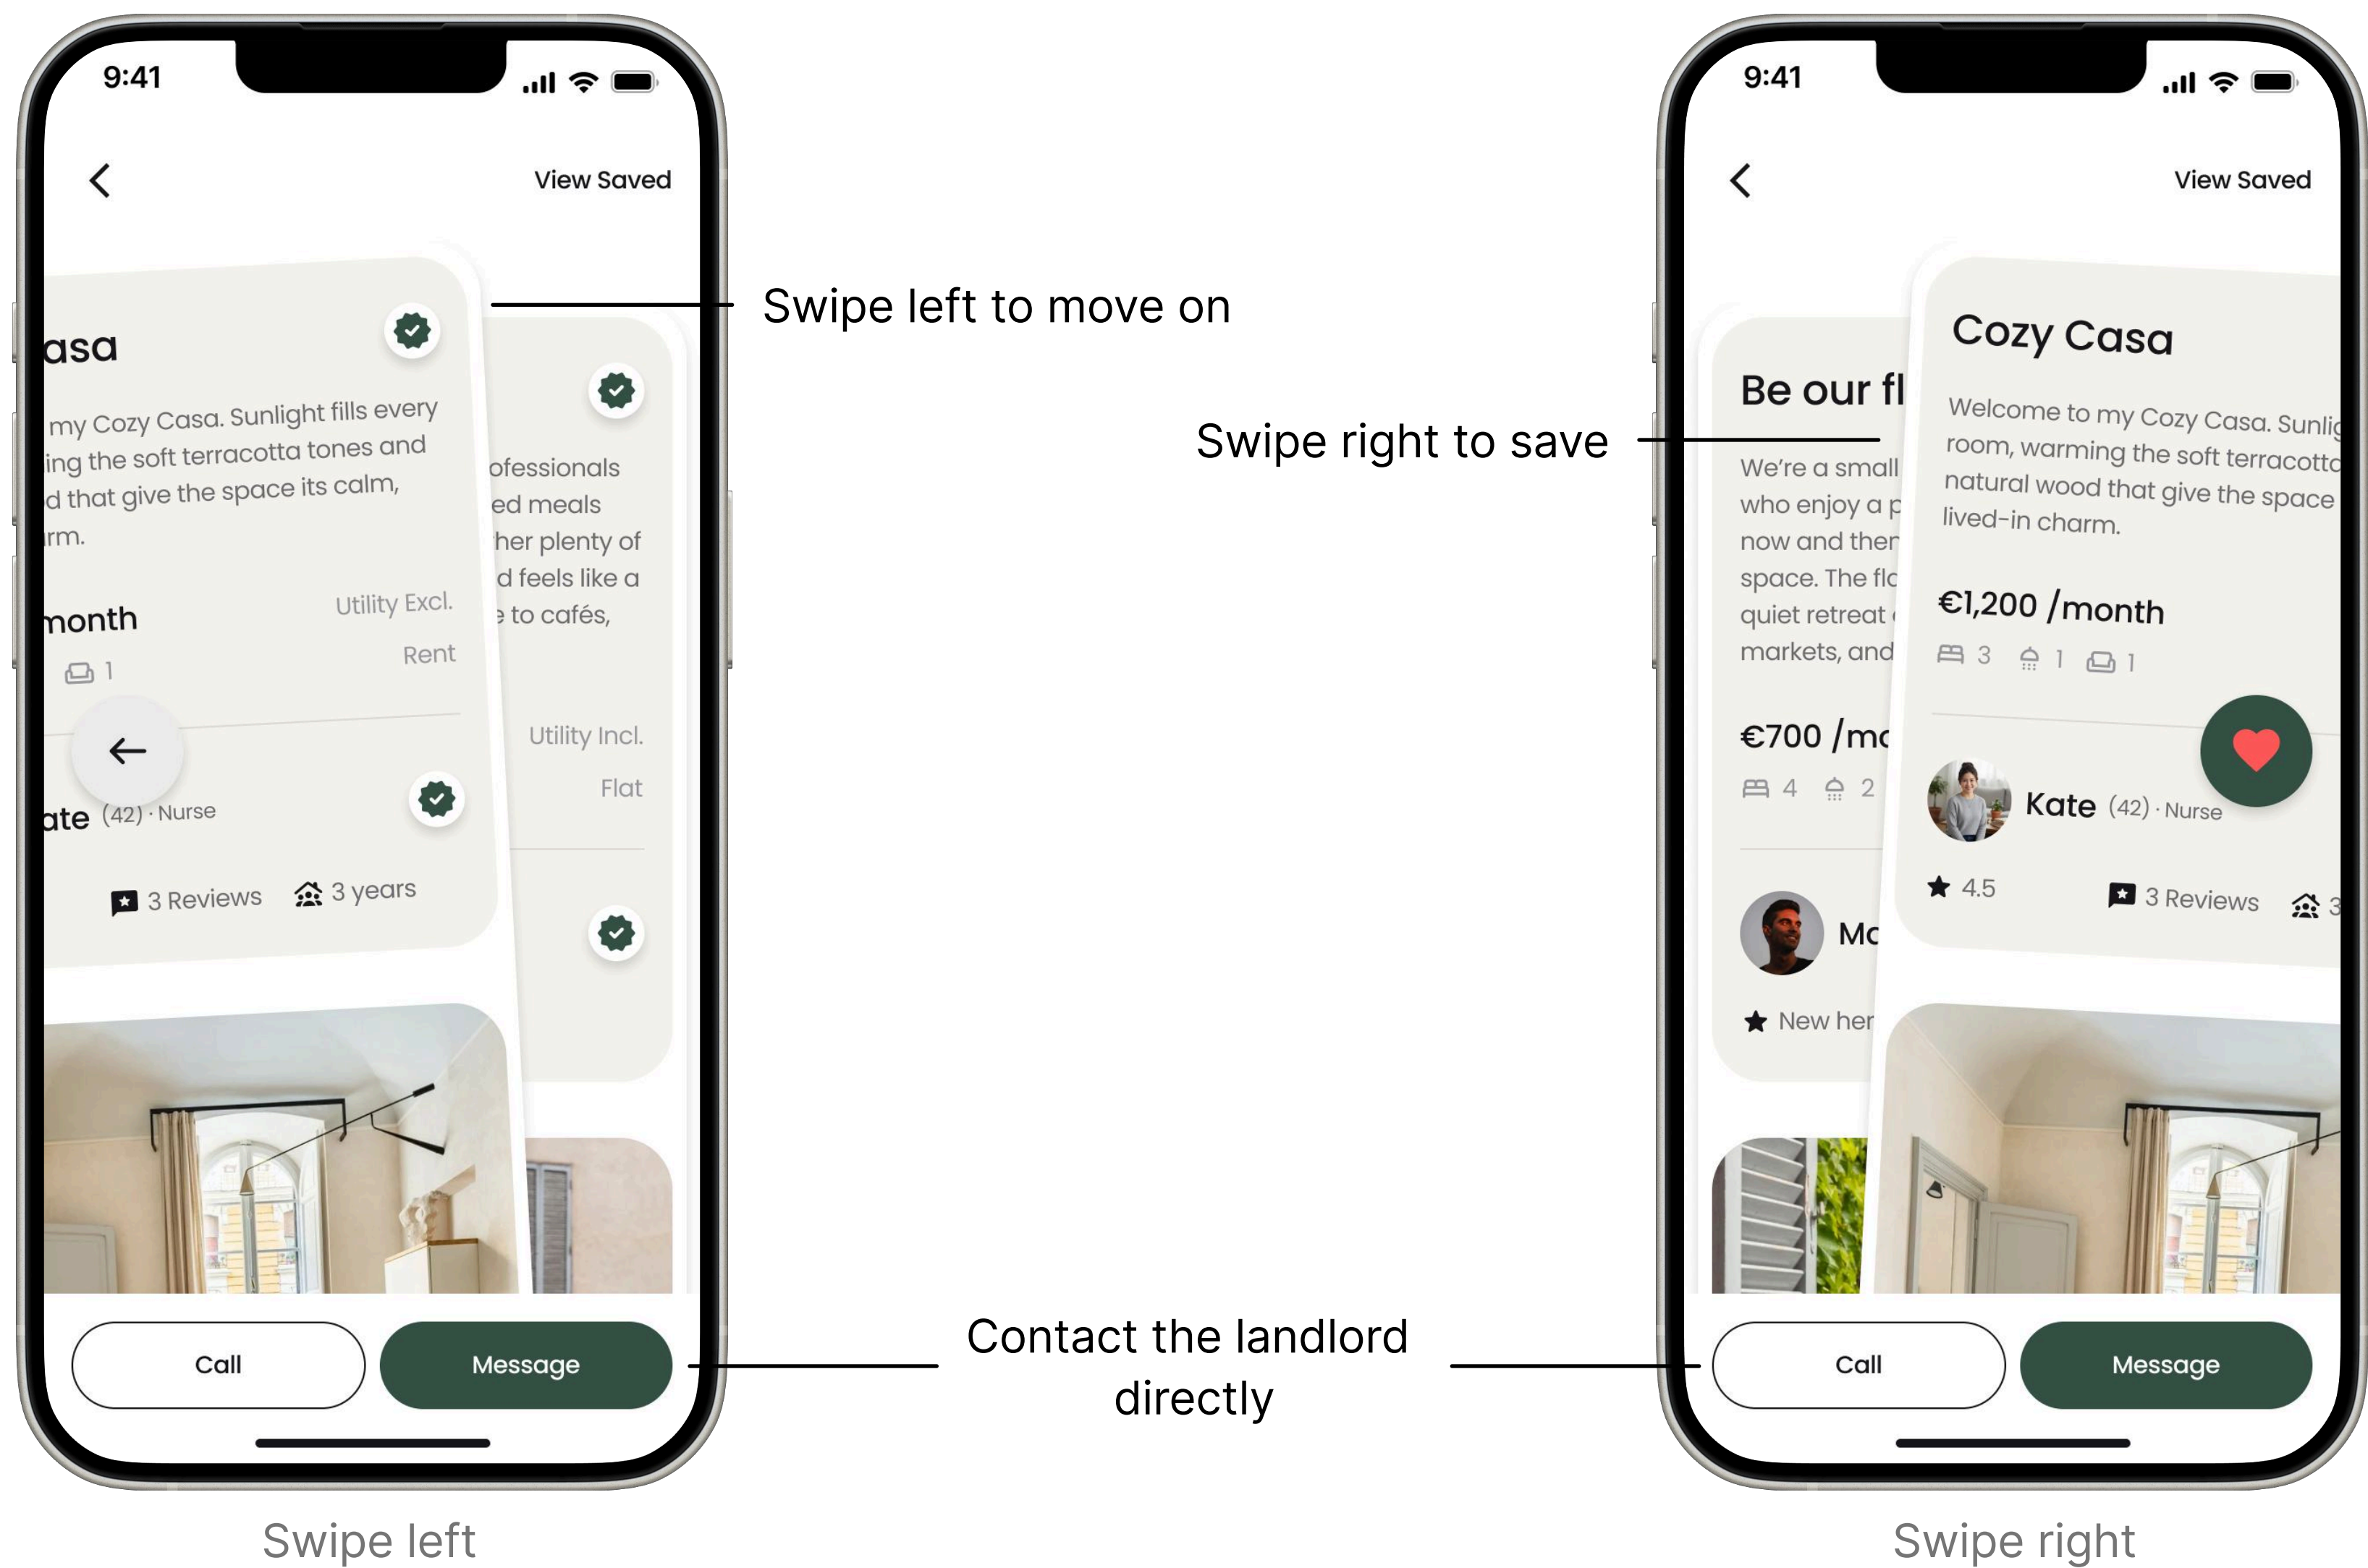 9:41
View Saved
asa
my Cozy Casa. Sunlight fills every
ing the soft terracotta tones and
d that give the space its calm,
rm.
month
Utility Excl.
1
Rent
ate (42) · Nurse
3 Reviews
3 years
ofessionals
ed meals
her plenty of
d feels like a
e to cafés,
Utility Incl.
Flat
Call
Message
Swipe left
Swipe left to move on
Swipe right to save
Contact the landlord
directly
9:41
View Saved
Be our fl
We’re a small
who enjoy a p
now and then
space. The fla
quiet retreat
markets, and
€700 /mo
4 2
New her
Cozy Casa
Welcome to my Cozy Casa. Sunlig
room, warming the soft terracotta
natural wood that give the space
lived-in charm.
€1,200 /month
3 1 1
Kate (42) · Nurse
4.5
3 Reviews
3
Call
Message
Swipe right